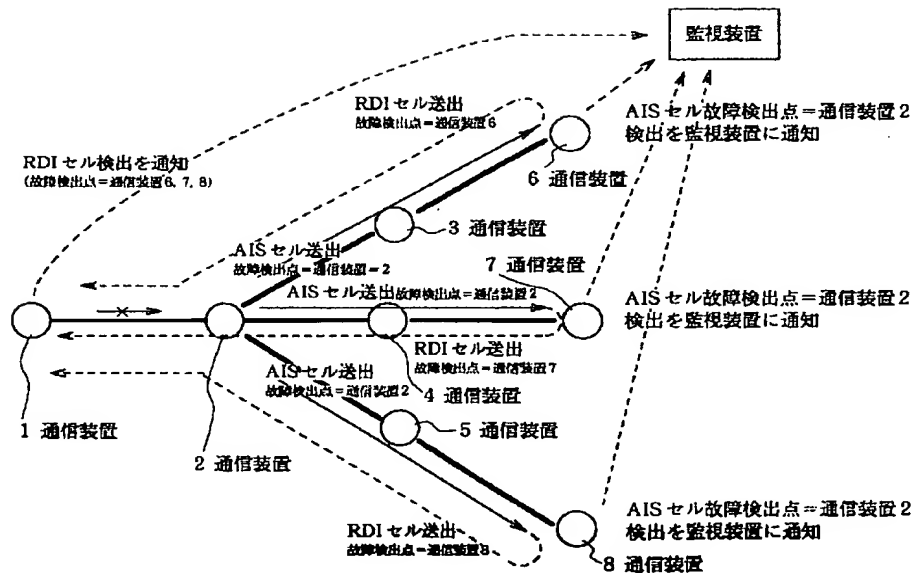 監視装置
RDIセル送出
故障検出点=通信装置6
AISセル故障検出点=通信装置2
検出を監視装置に通知
RDIセル検出を通知
(故障検出点=通信装置6, 7, 8)
6 通信装置
3 通信装置
AISセル送出
故障検出点=通信装置=2
7 通信装置
AISセル送出故障検出点=通信装置2
AISセル故障検出点=通信装置2
検出を監視装置に通知
RDIセル送出
故障検出点=通信装置7
AISセル送出
故障検出点=通信装置2
4 通信装置
1 通信装置
5 通信装置
2 通信装置
AISセル故障検出点=通信装置2
検出を監視装置に通知
RDIセル送出
故障検出点=通信装置8
8 通信装置